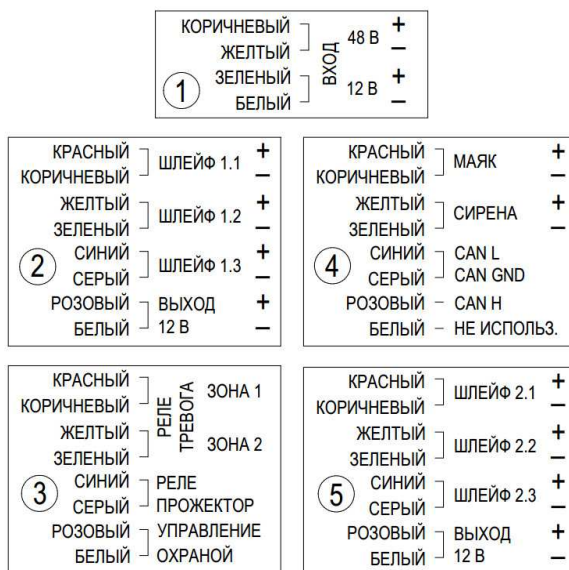 КОРИЧНЕВЫЙ 48 В +
ЖЕЛТЫЙ −
ВХОД
ЗЕЛЕНЫЙ 12 В +
БЕЛЫЙ −
1
КРАСНЫЙ ШЛЕЙФ 1.1 +
КОРИЧНЕВЫЙ −
ЖЕЛТЫЙ ШЛЕЙФ 1.2 +
ЗЕЛЕНЫЙ −
2
СИНИЙ ШЛЕЙФ 1.3 +
СЕРЫЙ −
РОЗОВЫЙ ВЫХОД +
БЕЛЫЙ 12 В −
КРАСНЫЙ МАЯК +
КОРИЧНЕВЫЙ −
ЖЕЛТЫЙ СИРЕНА +
ЗЕЛЕНЫЙ −
4
СИНИЙ CAN L
СЕРЫЙ CAN GND
РОЗОВЫЙ – CAN H
БЕЛЫЙ – НЕ ИСПОЛЬЗ.
КРАСНЫЙ ЗОНА 1
КОРИЧНЕВЫЙ
РЕЛЕ
ТРЕВОГА
ЖЕЛТЫЙ ЗОНА 2
ЗЕЛЕНЫЙ
3
СИНИЙ РЕЛЕ
СЕРЫЙ ПРОЖЕКТОР
РОЗОВЫЙ УПРАВЛЕНИЕ
БЕЛЫЙ ОХРАНОЙ
КРАСНЫЙ ШЛЕЙФ 2.1 +
КОРИЧНЕВЫЙ −
ЖЕЛТЫЙ ШЛЕЙФ 2.2 +
ЗЕЛЕНЫЙ −
5
СИНИЙ ШЛЕЙФ 2.3 +
СЕРЫЙ −
РОЗОВЫЙ ВЫХОД +
БЕЛЫЙ 12 В −